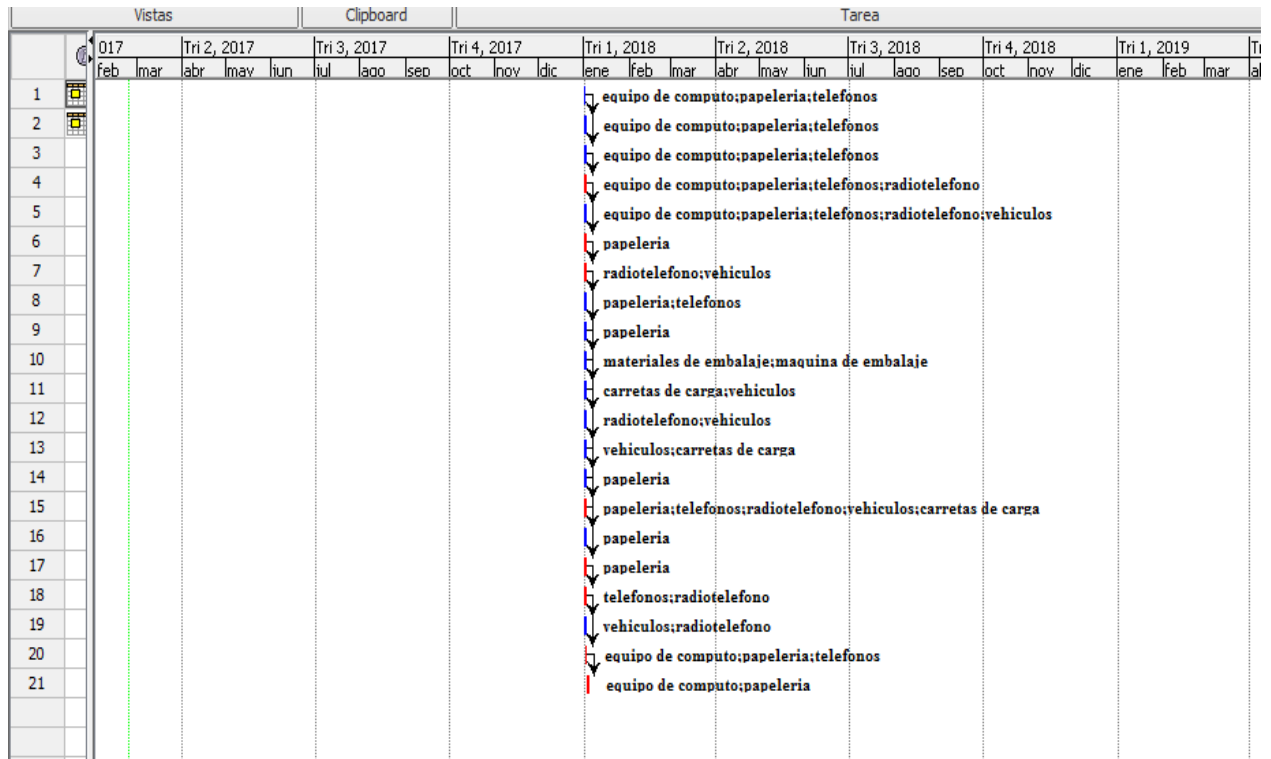 Vistas Clipboard Tarea
017 Tri 2, 2017 Tri 3, 2017 Tri 4, 2017 Tri 1, 2018 Tri 2, 2018 Tri 3, 2018 Tri 4, 2018 Tri 1, 2019
feb mar abr may jun jul ago sep oct nov dic ene feb mar abr may jun jul ago sep oct nov dic ene feb mar
1 equipo de computo;papeleria;telefonos
2 equipo de computo;papeleria;telefonos
3 equipo de computo;papeleria;telefonos
4 equipo de computo;papeleria;telefonos;radiotelefono
5 equipo de computo;papeleria;telefonos;radiotelefono;vehiculos
6 papeleria
7 radiotelefono;vehiculos
8 papeleria;telefonos
9 papeleria
10 materiales de embalaje;maquina de embalaje
11 carretas de carga;vehiculos
12 radiotelefono;vehiculos
13 vehiculos;carretas de carga
14 papeleria
15 papeleria;telefonos;radiotelefono;vehiculos;carretas de carga
16 papeleria
17 papeleria
18 telefonos;radiotelefono
19 vehiculos;radiotelefono
20 equipo de computo;papeleria;telefonos
21 equipo de computo;papeleria